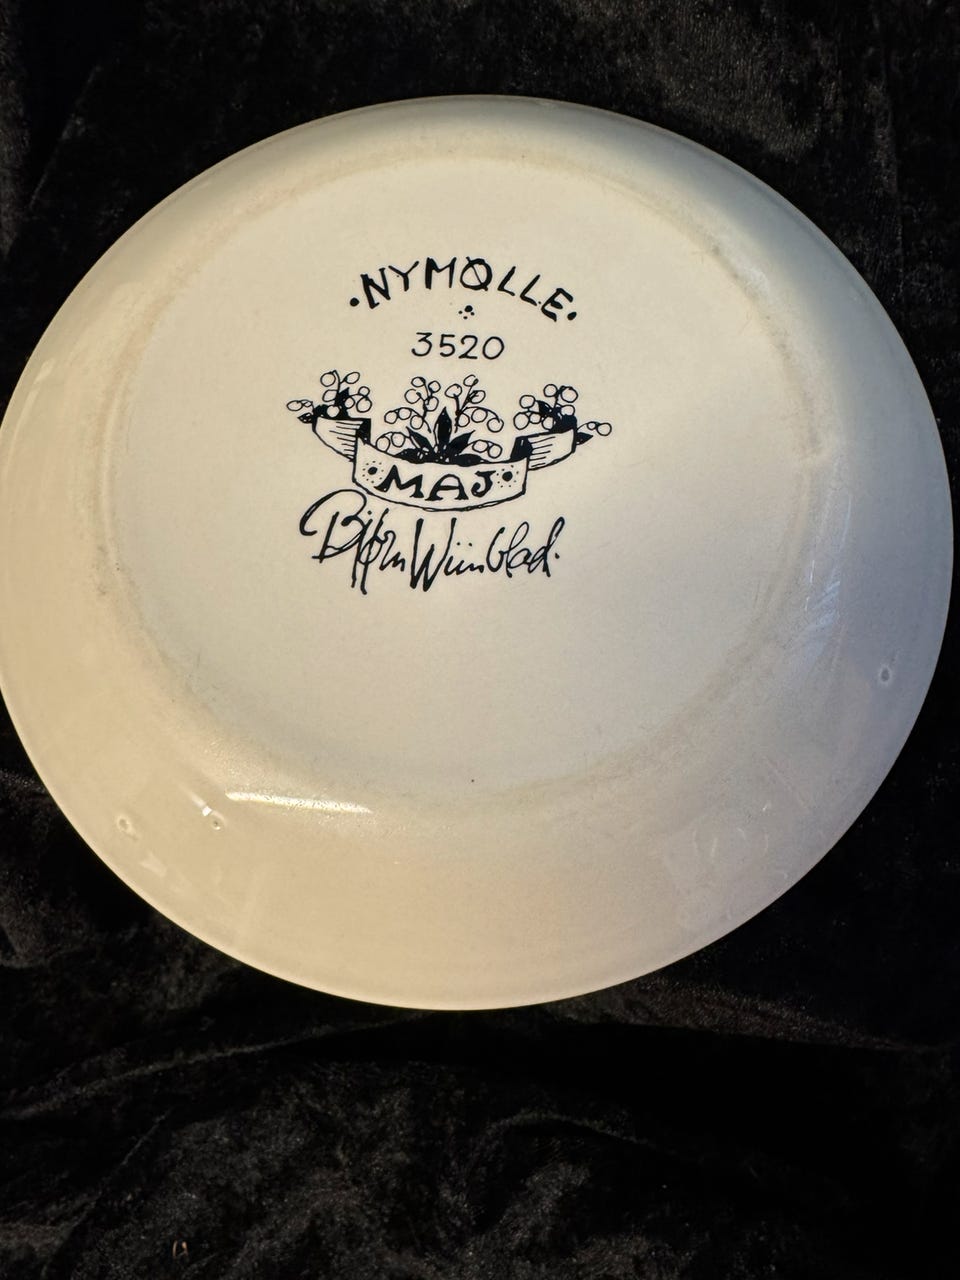 ·NYMØLLE·
3520
MAJ
Bjørn Wiinblad.